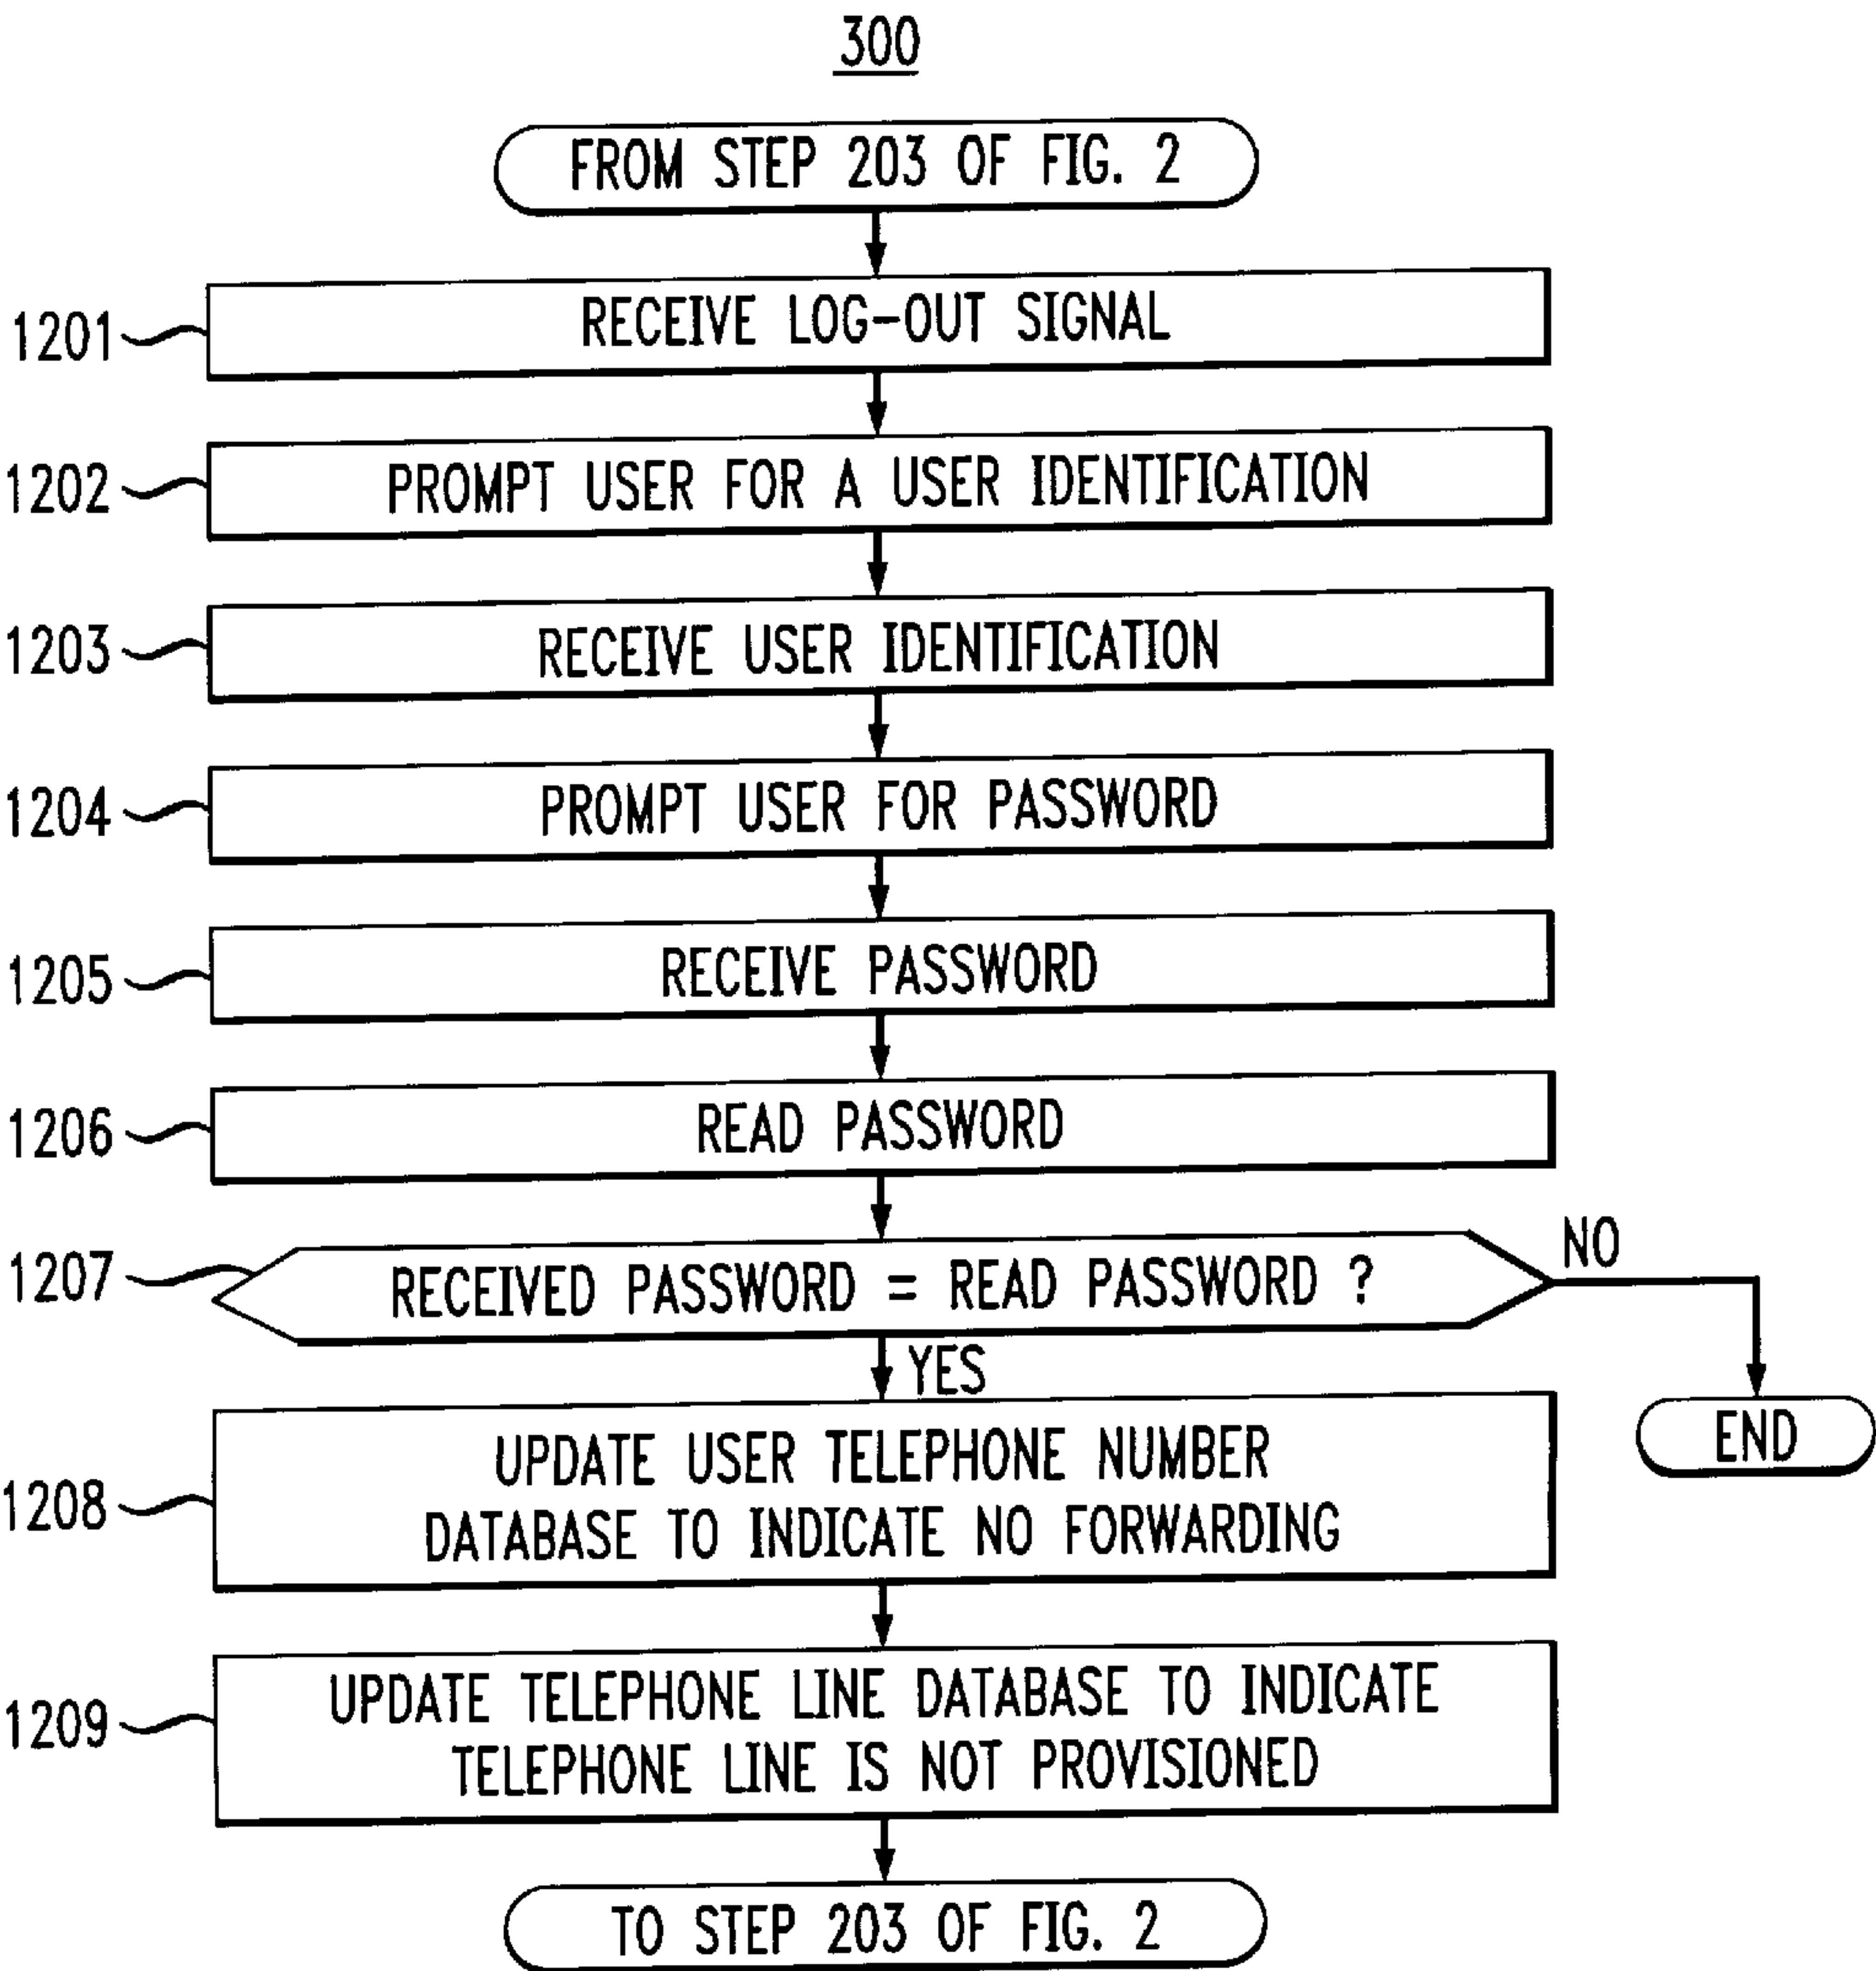 300
FROM STEP 203 OF FIG. 2
1201
RECEIVE LOG-OUT SIGNAL
1202
PROMPT USER FOR A USER IDENTIFICATION
1203
RECEIVE USER IDENTIFICATION
1204
PROMPT USER FOR PASSWORD
1205
RECEIVE PASSWORD
1206
READ PASSWORD
1207
RECEIVED PASSWORD = READ PASSWORD ?
NO
YES
END
1208
UPDATE USER TELEPHONE NUMBER
DATABASE TO INDICATE NO FORWARDING
1209
UPDATE TELEPHONE LINE DATABASE TO INDICATE
TELEPHONE LINE IS NOT PROVISIONED
TO STEP 203 OF FIG. 2